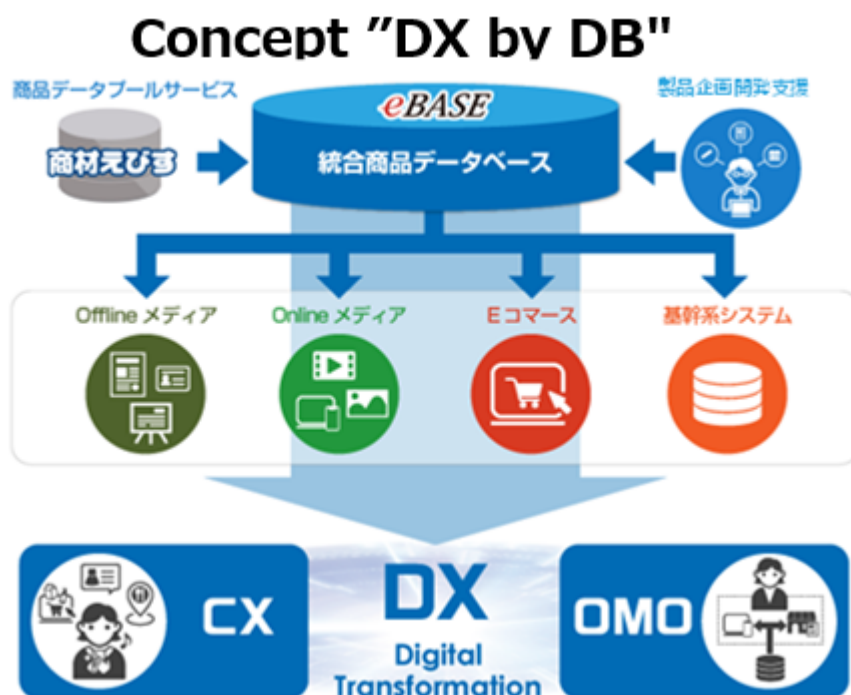 Concept "DX by DB"
商品データプールサービス
eBASE
製品企画開発支援
商材えびす
統合商品データベース
Offline メディア
Online メディア
Eコマース
基幹系システム
CX
DX
OMO
Digital
Transformation